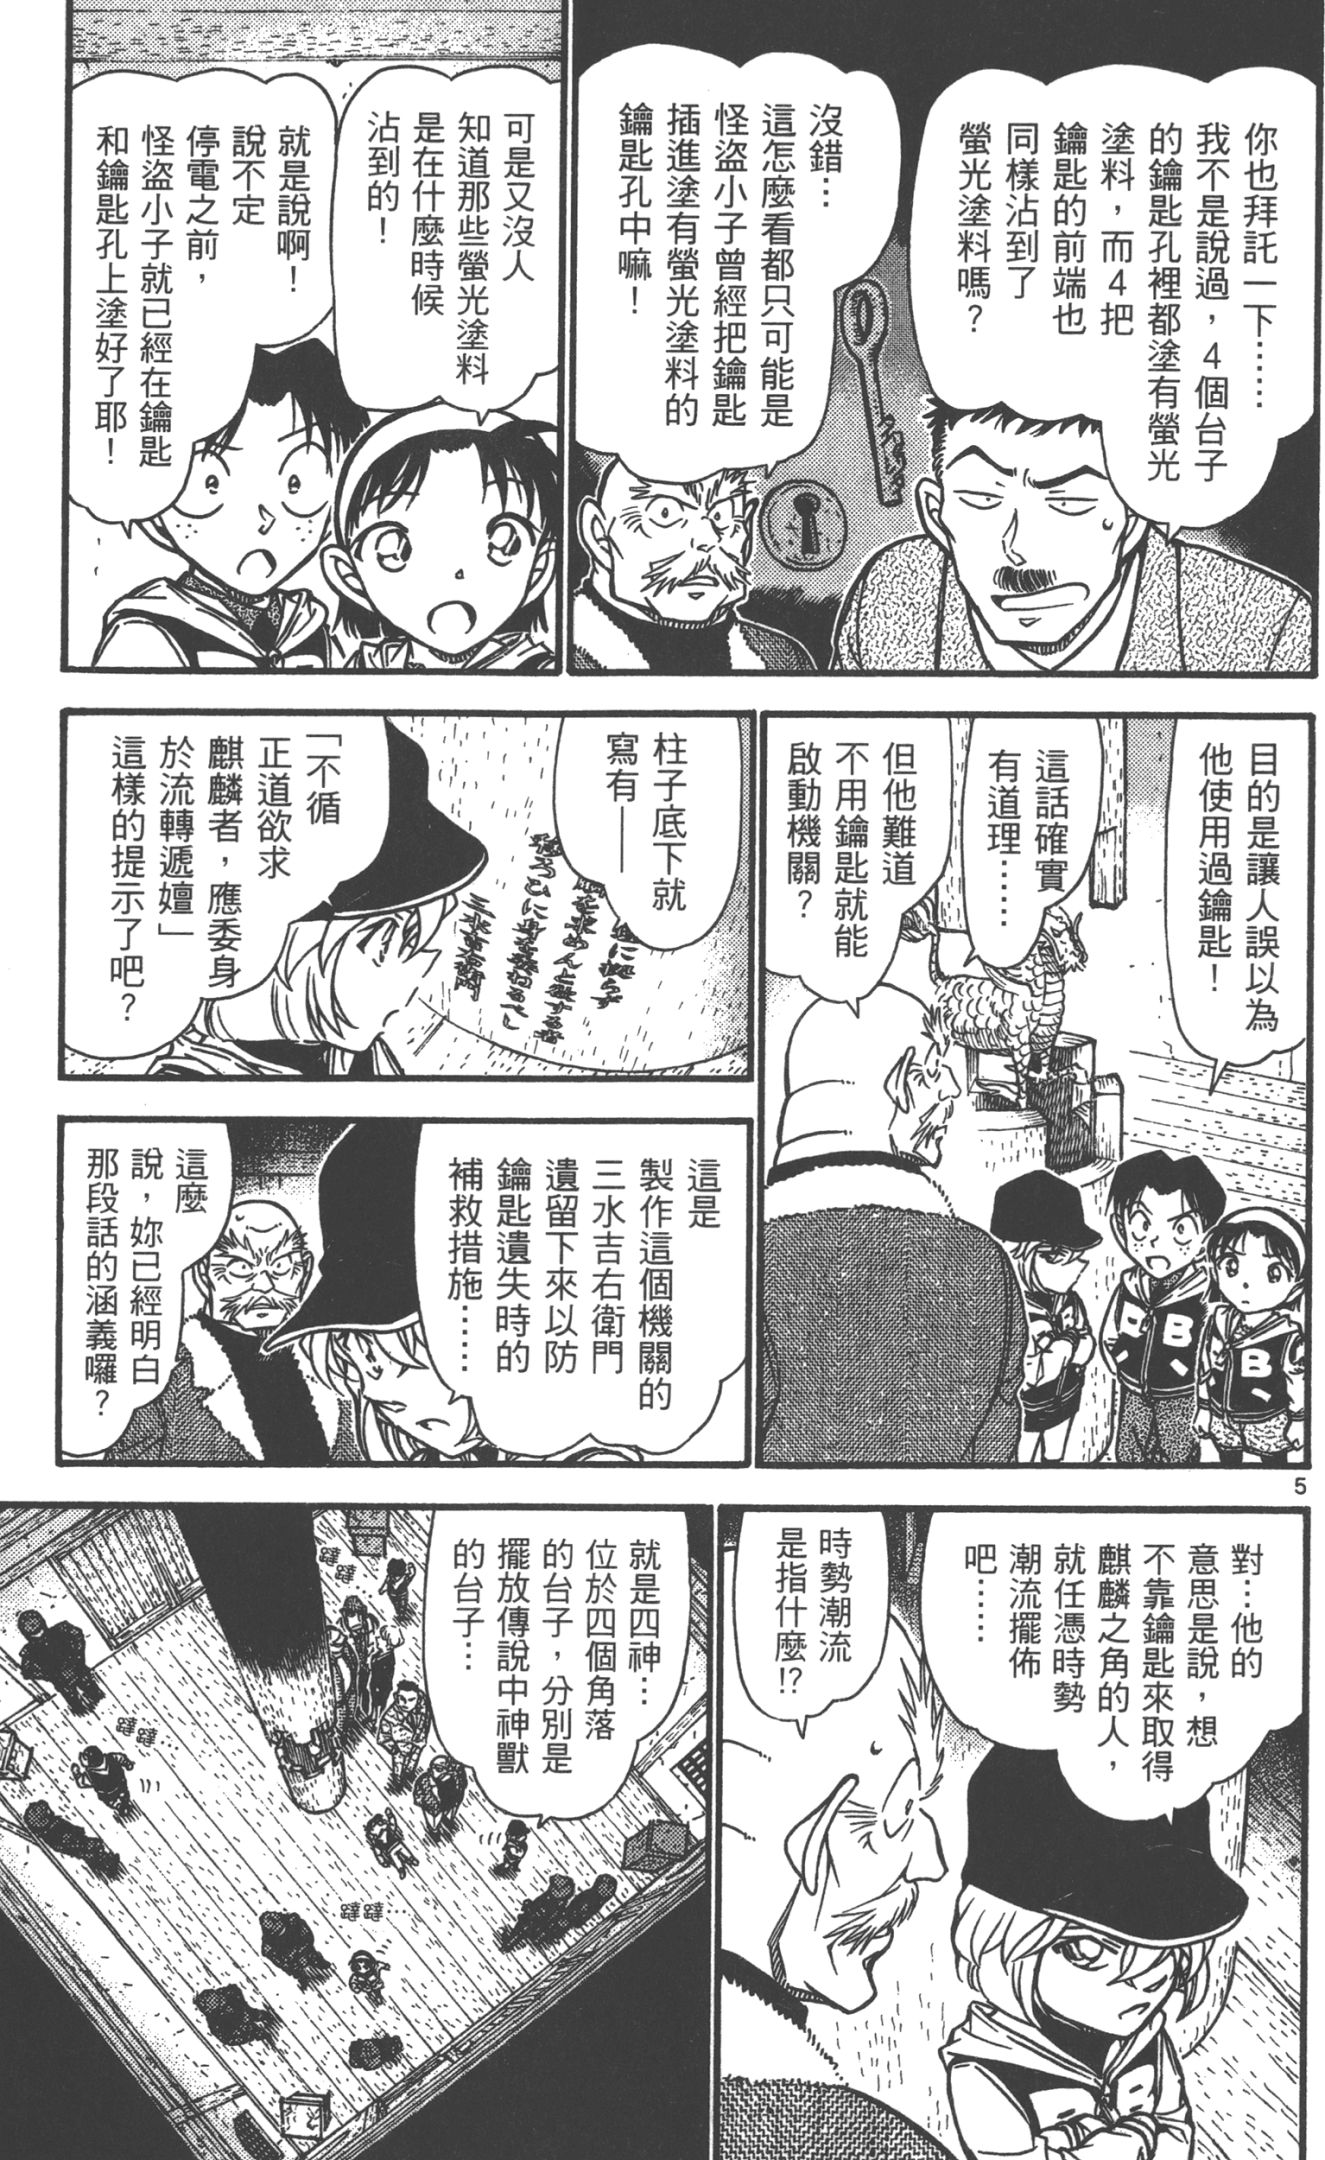 你也拜託一下……
我不是說過，4個台子
的鑰匙孔裡都塗有螢光
塗料，而4把
鑰匙的前端也
同樣沾到了
螢光塗料嗎？
沒錯…
這怎麼看都只可能是
怪盜小子曾經把鑰匙
插進塗有螢光塗料的
鑰匙孔中嘛！
可是又沒人
知道那些螢光塗料
是在什麼時候
沾到的！
就是說啊！
說不定
停電之前，
怪盜小子就已經在鑰匙
和鑰匙孔上塗好了耶！
目的是讓人誤以為
他使用過鑰匙！
這話確實
有道理……
但他難道
不用鑰匙就能
啟動機關？
柱子底下就
寫有——
「不循
正道欲求
麒麟者，應委身
於流轉遞嬗」
這樣的提示了吧？
這是
製作這個機關的
三水吉右衛門
遺留下來以防
鑰匙遺失時的
補救措施……
這麼
說，妳已經明白
那段話的涵義囉？
5
對…他的
意思是說，想
不靠鑰匙來取得
麒麟之角的人，
就任憑時勢
潮流擺佈
吧……
時勢潮流
是指什麼!?
就是四神…
位於四個角落
的台子，分別是
擺放傳說中神獸
的台子…
躂躂…
躂躂…
躂躂…